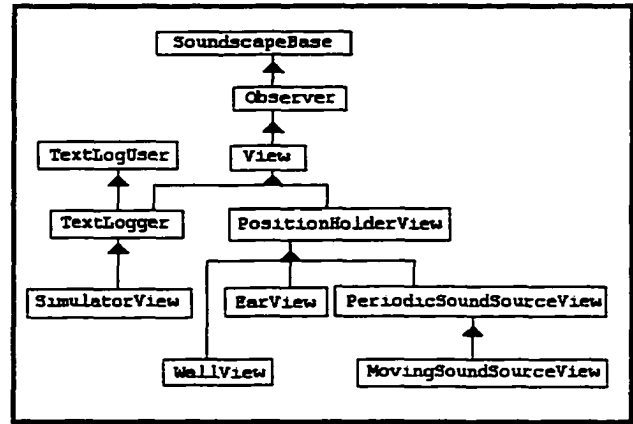 SoundscapeBase
Observer
TextLogUser
View
TextLogger
PositionHolderView
SimulatorView
EarView
PeriodicSoundSourceView
WallView
MovingSoundSourceView